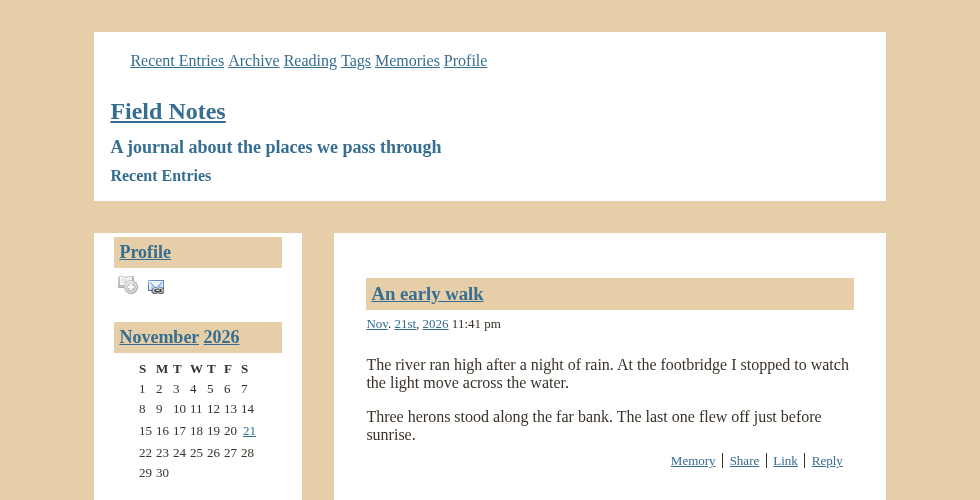 Recent Entries Archive Reading Tags Memories Profile
Field Notes
A journal about the places we pass through
Recent Entries
Profile
November 2026
S M T W T F S
1 2 3 4 5 6 7
8 9 10 11 12 13 14
15 16 17 18 19 20 21
22 23 24 25 26 27 28
29 30
An early walk
Nov. 21st, 2026 11:41 pm
The river ran high after a night of rain. At the footbridge I stopped to watch
the light move across the water.
Three herons stood along the far bank. The last one flew off just before
sunrise.
Memory Share Link Reply